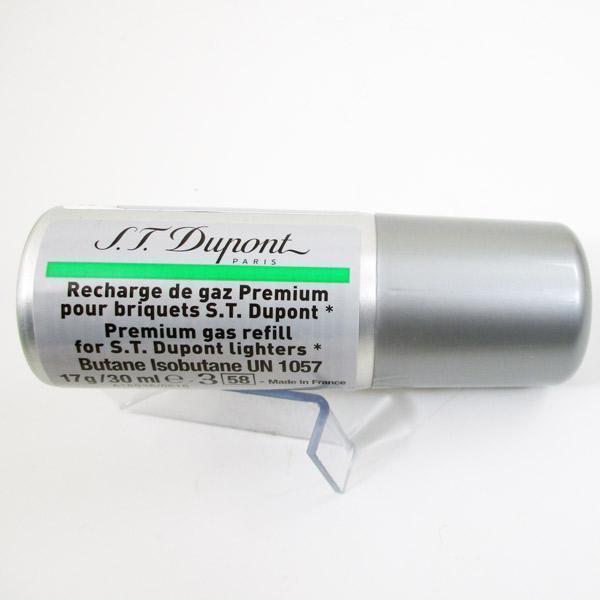 S.T. Dupont
PARIS
Recharge de gaz Premium
pour briquets S.T. Dupont *
Premium gas refill
for S.T. Dupont lighters *
Butane Isobutane UN 1057
17g/30 ml ℮ - 3 58 - Made in France